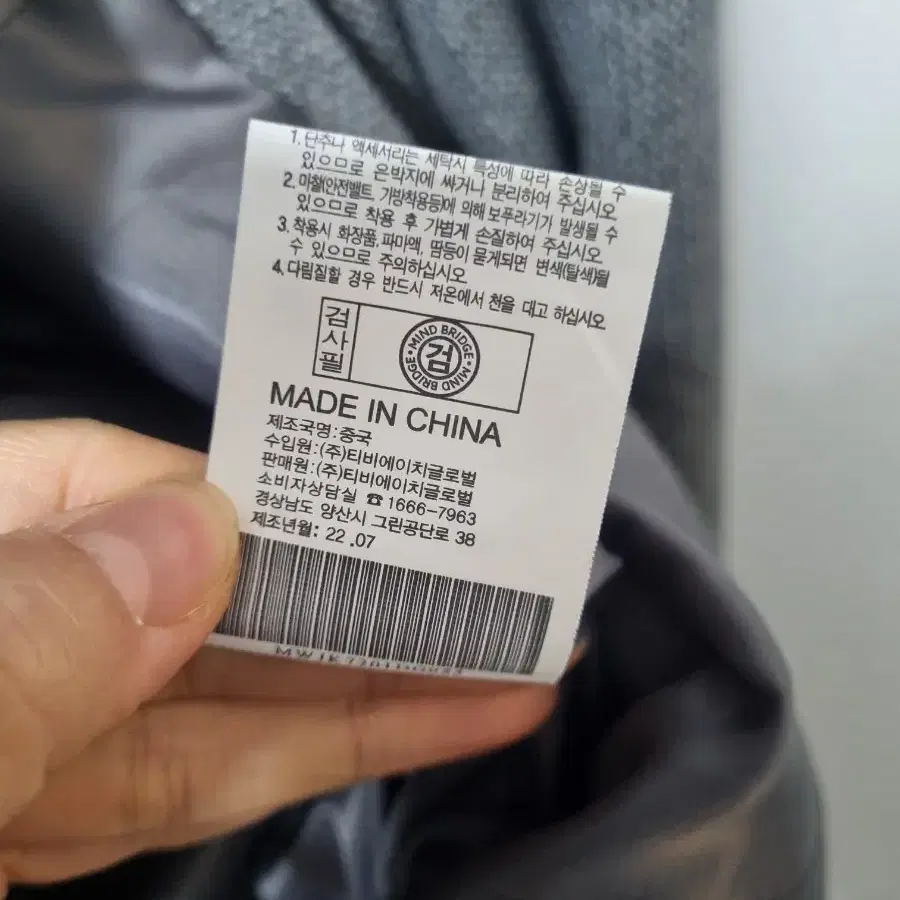 1. 단추나 액세서리는 세탁시 특성에 따라 손상될 수
있으므로 은박지에 싸거나 분리하여 주십시오
2. 마찰(안전밸트, 가방착용등)에 의해 보푸라기가 발생될 수
있으므로 착용 후 가볍게 손질하여 주십시오
3. 착용시 화장품, 파마액, 땀등이 묻게되면 변색(탈색)될
수 있으므로 주의하십시오
4. 다림질할 경우 반드시 저온에서 천을 대고 하십시오
검사필
MIND BRIDGE • MIND BRIDGE •
검
MADE IN CHINA
제조국명:중국
수입원:(주)티비에이치글로벌
판매원:(주)티비에이치글로벌
소비자상담실 ☎ 1666-7963
경상남도 양산시 그린공단로 38
제조년월: 22 .07